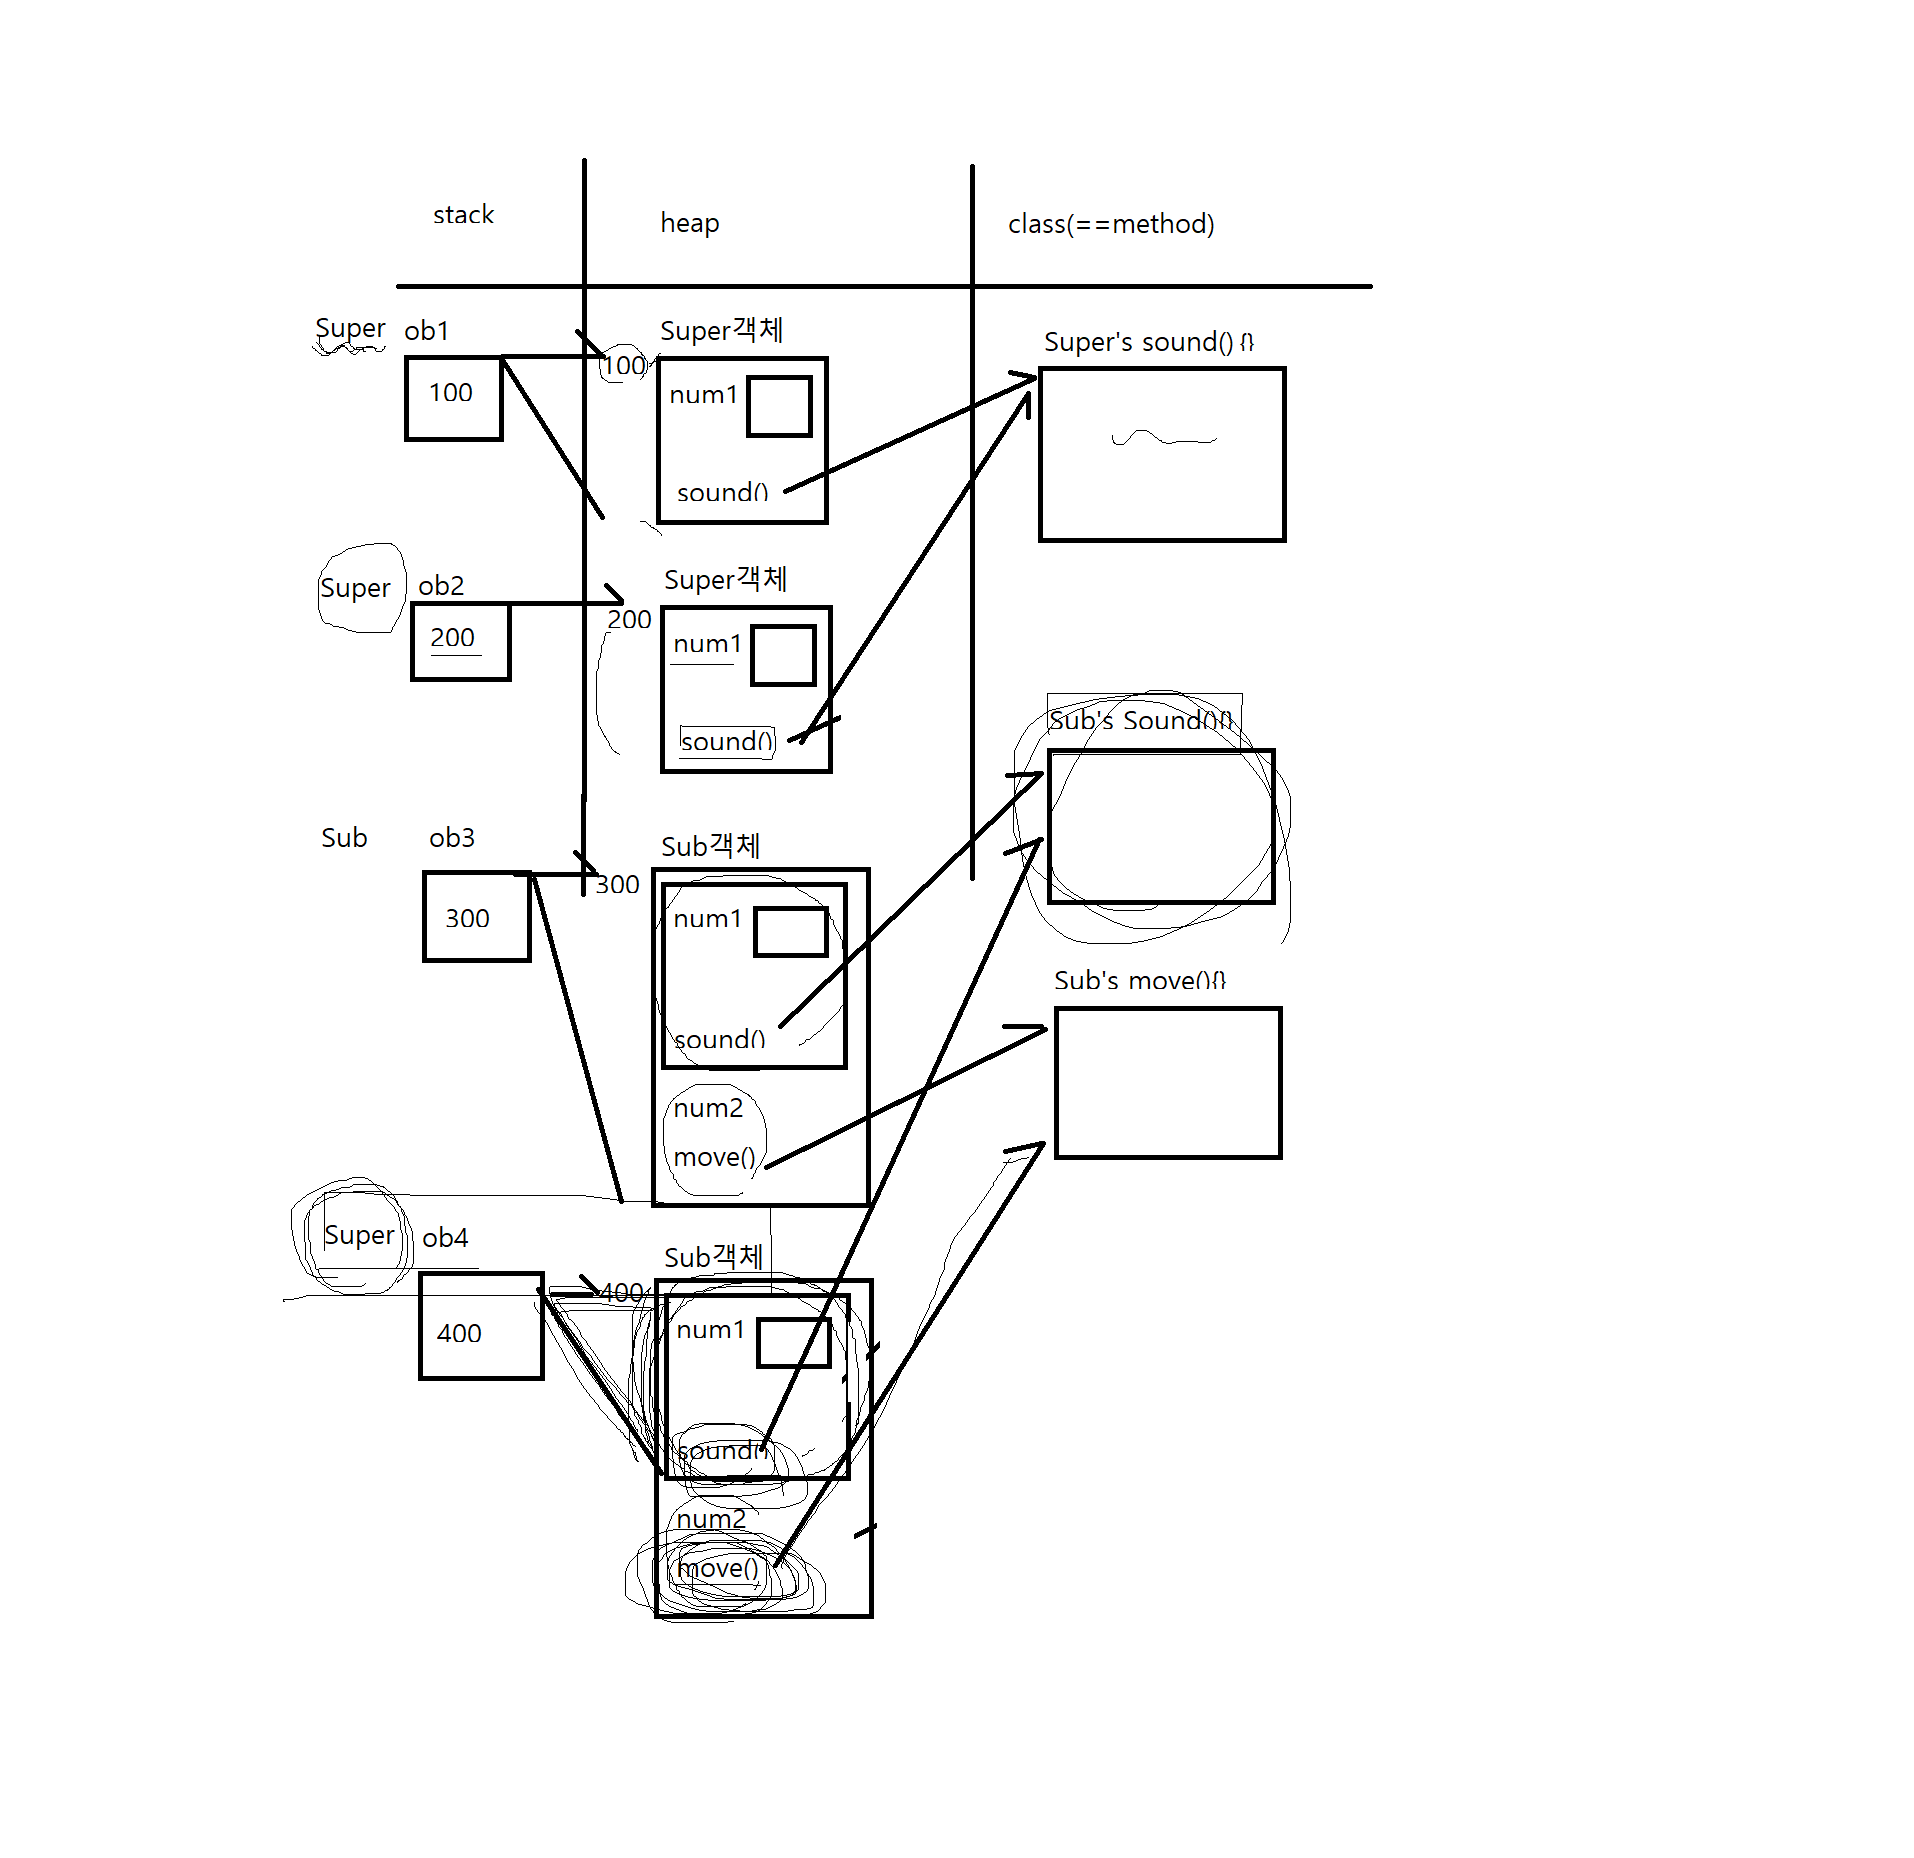 stack
heap
class(==method)
Super ob1
100
100
Super객체
num1
sound()
Super's sound() {}
Super ob2
200
200
Super객체
num1
sound()
Sub's Sound(){}
Sub ob3
300
300
Sub객체
num1
sound()
num2
move()
Sub's move(){}
Super ob4
400
400
Sub객체
num1
sound()
num2
move()